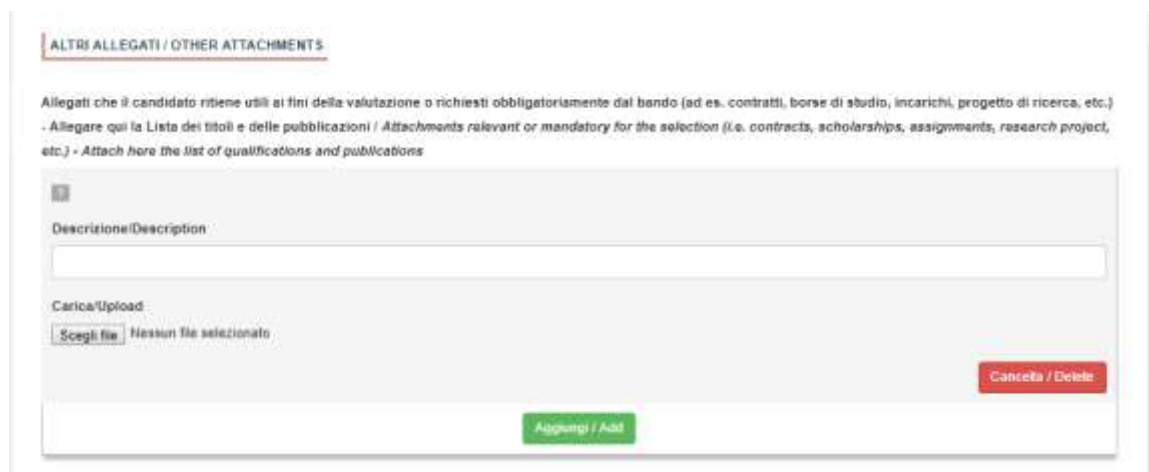 ALTRI ALLEGATI / OTHER ATTACHMENTS
Allegati che il candidato ritiene utili ai fini della valutazione o richiesti obbligatoriamente dal bando (ad es. contratti, borse di studio, incarichi, progetto di ricerca, etc.)
- Allegare qui la Lista dei titoli e delle pubblicazioni / Attachments relevant or mandatory for the selection (i.e. contracts, scholarships, assignments, research project,
etc.) - Attach here the list of qualifications and publications
Descrizione/Description
Carica/Upload
Scegli file Nessun file selezionato
Cancella / Delete
Aggiungi / Add